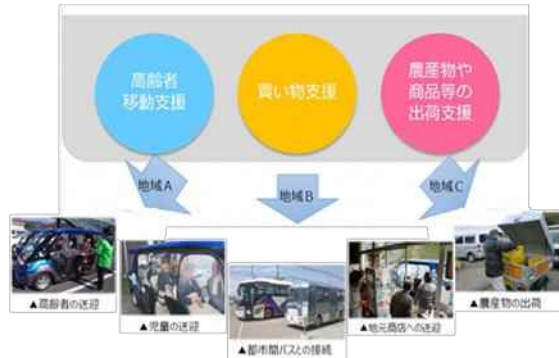 高齢者
移動支援
買い物支援
農産物や
商品等の
出荷支援
地域A
地域B
地域C
▲高齢者の送迎
▲児童の送迎
▲都市間バスとの接続
▲地元商店への送迎
▲農産物の出荷